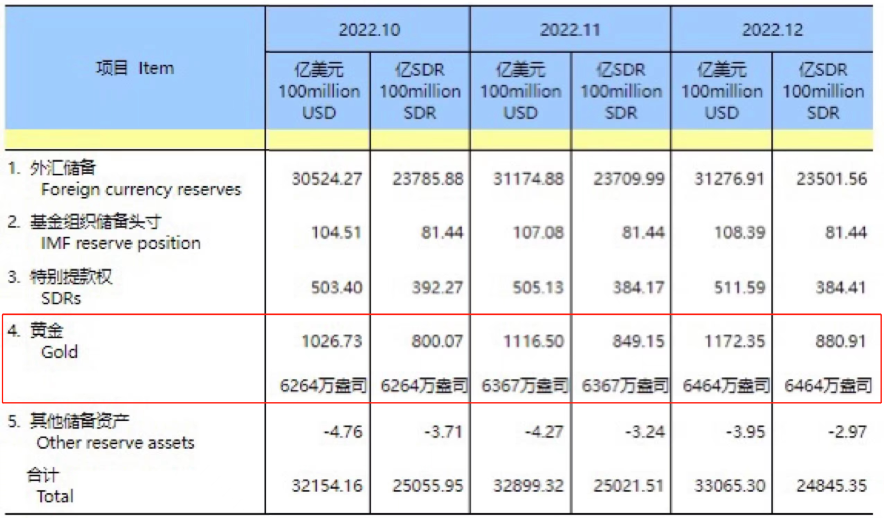 项目 Item 2022.10 2022.11 2022.12
亿美元 100million USD 亿SDR 100million SDR 亿美元 100million USD 亿SDR 100million SDR 亿美元 100million USD 亿SDR 100million SDR
1. 外汇储备
Foreign currency reserves 30524.27 23785.88 31174.88 23709.99 31276.91 23501.56
2. 基金组织储备头寸
IMF reserve position 104.51 81.44 107.08 81.44 108.39 81.44
3. 特别提款权
SDRs 503.40 392.27 505.13 384.17 511.59 384.41
4. 黄金
Gold 1026.73 800.07 1116.50 849.15 1172.35 880.91
6264万盎司 6264万盎司 6367万盎司 6367万盎司 6464万盎司 6464万盎司
5. 其他储备资产
Other reserve assets -4.76 -3.71 -4.27 -3.24 -3.95 -2.97
合计
Total 32154.16 25055.95 32899.32 25021.51 33065.30 24845.35